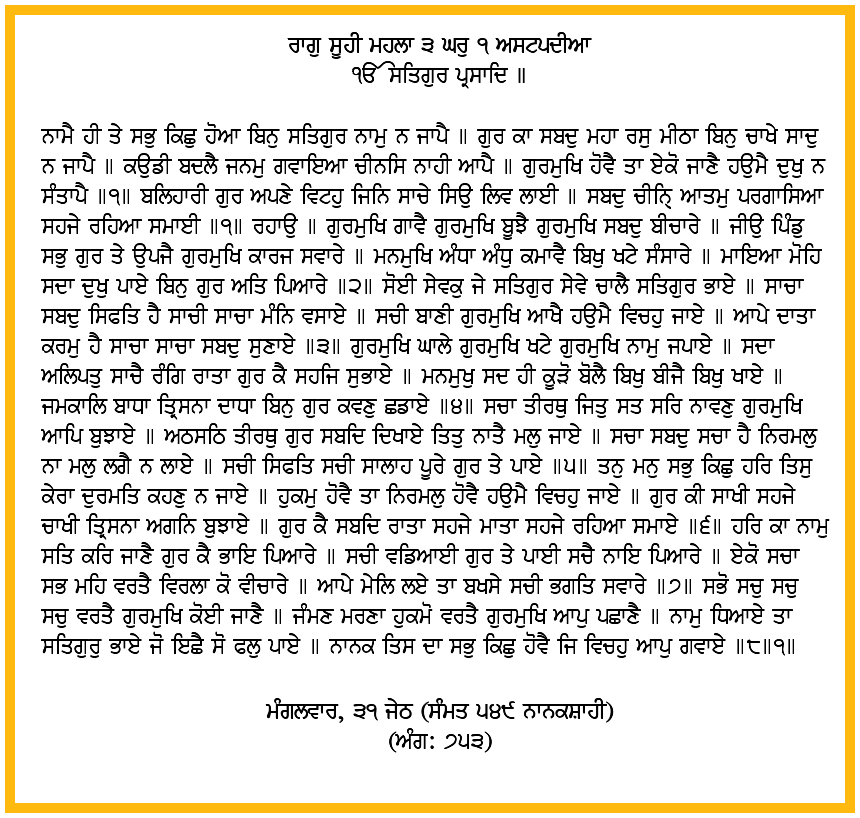 ਰਾਗੁ ਸੂਹੀ ਮਹਲਾ ੩ ਘਰੁ ੧ ਅਸਟਪਦੀਆ
ੴ ਸਤਿਗੁਰ ਪ੍ਰਸਾਦਿ ॥
ਨਾਮੈ ਹੀ ਤੇ ਸਭੁ ਕਿਛੁ ਹੋਆ ਬਿਨੁ ਸਤਿਗੁਰ ਨਾਮੁ ਨ ਜਾਪੈ ॥ ਗੁਰ ਕਾ ਸਬਦੁ ਮਹਾ ਰਸੁ ਮੀਠਾ ਬਿਨੁ ਚਾਖੇ ਸਾਦੁ
ਨ ਜਾਪੈ ॥ ਕਉਡੀ ਬਦਲੈ ਜਨਮੁ ਗਵਾਇਆ ਚੀਨਸਿ ਨਾਹੀ ਆਪੈ ॥ ਗੁਰਮੁਖਿ ਹੋਵੈ ਤਾ ਏਕੋ ਜਾਣੈ ਹਉਮੈ ਦੁਖੁ ਨ
ਸੰਤਾਪੈ ॥੧॥ ਬਲਿਹਾਰੀ ਗੁਰ ਅਪਣੇ ਵਿਟਹੁ ਜਿਨਿ ਸਾਚੇ ਸਿਉ ਲਿਵ ਲਾਈ ॥ ਸਬਦੁ ਚੀਨ੍ਹਿ ਆਤਮੁ ਪਰਗਾਸਿਆ
ਸਹਜੇ ਰਹਿਆ ਸਮਾਈ ॥੧॥ ਰਹਾਉ ॥ ਗੁਰਮੁਖਿ ਗਾਵੈ ਗੁਰਮੁਖਿ ਬੂਝੈ ਗੁਰਮੁਖਿ ਸਬਦੁ ਬੀਚਾਰੇ ॥ ਜੀਉ ਪਿੰਡੁ
ਸਭੁ ਗੁਰ ਤੇ ਉਪਜੈ ਗੁਰਮੁਖਿ ਕਾਰਜ ਸਵਾਰੇ ॥ ਮਨਮੁਖਿ ਅੰਧਾ ਅੰਧੁ ਕਮਾਵੈ ਬਿਖੁ ਖਟੇ ਸੰਸਾਰੇ ॥ ਮਾਇਆ ਮੋਹਿ
ਸਦਾ ਦੁਖੁ ਪਾਏ ਬਿਨੁ ਗੁਰ ਅਤਿ ਪਿਆਰੇ ॥੨॥ ਸੋਈ ਸੇਵਕੁ ਜੇ ਸਤਿਗੁਰ ਸੇਵੇ ਚਾਲੈ ਸਤਿਗੁਰ ਭਾਏ ॥ ਸਾਚਾ
ਸਬਦੁ ਸਿਫਤਿ ਹੈ ਸਾਚੀ ਸਾਚਾ ਮੰਨਿ ਵਸਾਏ ॥ ਸਚੀ ਬਾਣੀ ਗੁਰਮੁਖਿ ਆਖੈ ਹਉਮੈ ਵਿਚਹੁ ਜਾਏ ॥ ਆਪੇ ਦਾਤਾ
ਕਰਮੁ ਹੈ ਸਾਚਾ ਸਾਚਾ ਸਬਦੁ ਸੁਣਾਏ ॥੩॥ ਗੁਰਮੁਖਿ ਘਾਲੇ ਗੁਰਮੁਖਿ ਖਟੇ ਗੁਰਮੁਖਿ ਨਾਮੁ ਜਪਾਏ ॥ ਸਦਾ
ਅਲਿਪਤੁ ਸਾਚੈ ਰੰਗਿ ਰਾਤਾ ਗੁਰ ਕੈ ਸਹਜਿ ਸੁਭਾਏ ॥ ਮਨਮੁਖੁ ਸਦ ਹੀ ਕੂੜੋ ਬੋਲੈ ਬਿਖੁ ਬੀਜੈ ਬਿਖੁ ਖਾਏ ॥
ਜਮਕਾਲਿ ਬਾਧਾ ਤ੍ਰਿਸਨਾ ਦਾਧਾ ਬਿਨੁ ਗੁਰ ਕਵਣੁ ਛਡਾਏ ॥੪॥ ਸਚਾ ਤੀਰਥੁ ਜਿਤੁ ਸਤ ਸਰਿ ਨਾਵਣੁ ਗੁਰਮੁਖਿ
ਆਪਿ ਬੁਝਾਏ ॥ ਅਠਸਠਿ ਤੀਰਥੁ ਗੁਰ ਸਬਦਿ ਦਿਖਾਏ ਤਿਤੁ ਨਾਤੈ ਮਲੁ ਜਾਏ ॥ ਸਚਾ ਸਬਦੁ ਸਚਾ ਹੈ ਨਿਰਮਲੁ
ਨਾ ਮਲੁ ਲਗੈ ਨ ਲਾਏ ॥ ਸਚੀ ਸਿਫਤਿ ਸਚੀ ਸਾਲਾਹ ਪੂਰੇ ਗੁਰ ਤੇ ਪਾਏ ॥੫॥ ਤਨੁ ਮਨੁ ਸਭੁ ਕਿਛੁ ਹਰਿ ਤਿਸੁ
ਕੇਰਾ ਦੁਰਮਤਿ ਕਹਣੁ ਨ ਜਾਏ ॥ ਹੁਕਮੁ ਹੋਵੈ ਤਾ ਨਿਰਮਲੁ ਹੋਵੈ ਹਉਮੈ ਵਿਚਹੁ ਜਾਏ ॥ ਗੁਰ ਕੀ ਸਾਖੀ ਸਹਜੇ
ਚਾਖੀ ਤ੍ਰਿਸਨਾ ਅਗਨਿ ਬੁਝਾਏ ॥ ਗੁਰ ਕੈ ਸਬਦਿ ਰਾਤਾ ਸਹਜੇ ਮਾਤਾ ਸਹਜੇ ਰਹਿਆ ਸਮਾਏ ॥੬॥ ਹਰਿ ਕਾ ਨਾਮੁ
ਸਤਿ ਕਰਿ ਜਾਣੈ ਗੁਰ ਕੈ ਭਾਇ ਪਿਆਰੇ ॥ ਸਚੀ ਵਡਿਆਈ ਗੁਰ ਤੇ ਪਾਈ ਸਚੈ ਨਾਇ ਪਿਆਰੇ ॥ ਏਕੋ ਸਚਾ
ਸਭ ਮਹਿ ਵਰਤੈ ਵਿਰਲਾ ਕੋ ਵੀਚਾਰੇ ॥ ਆਪੇ ਮੇਲਿ ਲਏ ਤਾ ਬਖਸੇ ਸਚੀ ਭਗਤਿ ਸਵਾਰੇ ॥੭॥ ਸਭੋ ਸਚੁ ਸਚੁ
ਸਚੁ ਵਰਤੈ ਗੁਰਮੁਖਿ ਕੋਈ ਜਾਣੈ ॥ ਜੰਮਣ ਮਰਣਾ ਹੁਕਮੋ ਵਰਤੈ ਗੁਰਮੁਖਿ ਆਪੁ ਪਛਾਣੈ ॥ ਨਾਮੁ ਧਿਆਏ ਤਾ
ਸਤਿਗੁਰੁ ਭਾਏ ਜੋ ਇਛੈ ਸੋ ਫਲੁ ਪਾਏ ॥ ਨਾਨਕ ਤਿਸ ਦਾ ਸਭੁ ਕਿਛੁ ਹੋਵੈ ਜਿ ਵਿਚਹੁ ਆਪੁ ਗਵਾਏ ॥੮॥੧॥
ਮੰਗਲਵਾਰ, ੩੧ ਜੇਠ (ਸੰਮਤ ੫੪੯ ਨਾਨਕਸ਼ਾਹੀ)
(ਅੰਗ: ੭੫੩)